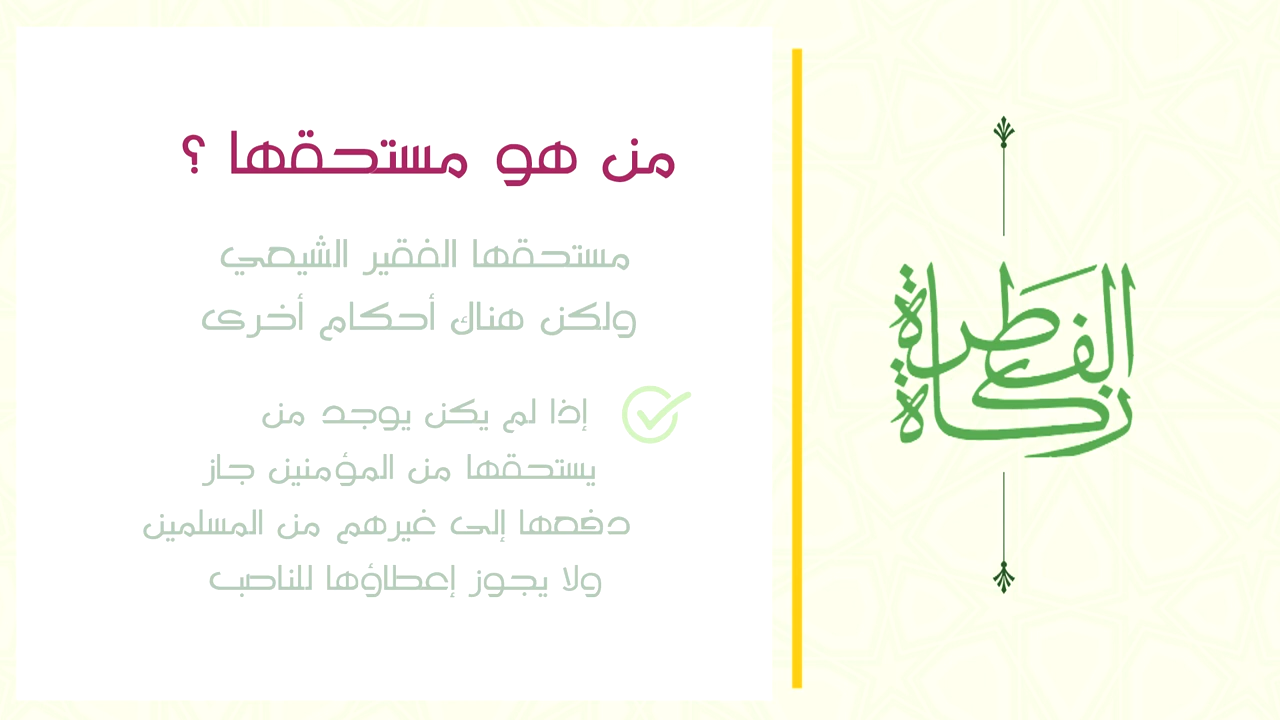 من هو مستحقها ؟
مستحقها الفقير الشيعي
ولكن هناك أحكام أخرى
إذا لم يكن يوجد من
يستحقها من المؤمنين جاز
دفعها إلى غيرهم من المسلمين
ولا يجوز إعطاؤها للناصب
زكاة
الفطرة